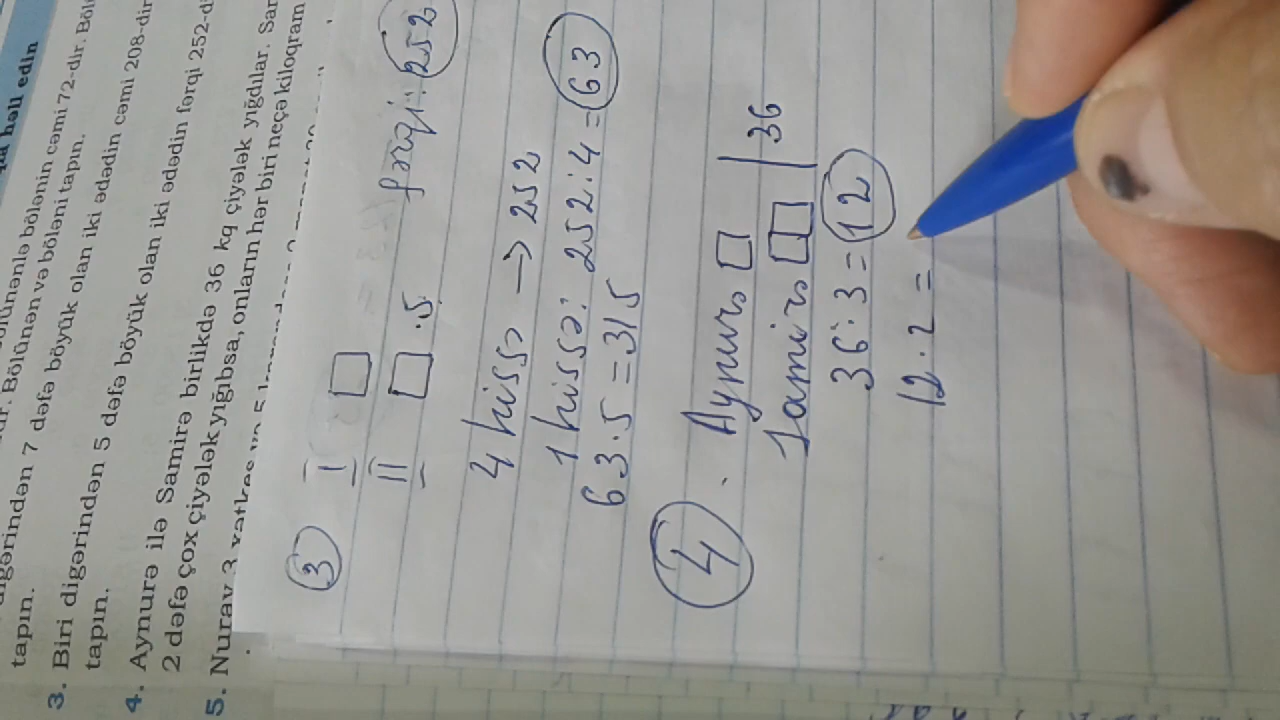 həll edin
Bölünənlə bölənin cəmi 72-dir.
Bölünən və böləni tapın.
digərindən 7 dəfə böyük olan iki ədədin cəmi 208-dir
tapın.
3. Biri digərindən 5 dəfə böyük olan iki ədədin fərqi 252-di
tapın.
4. Aynurə ilə Samirə birlikdə 36 kq çiyələk yığdılar.
2 dəfə çox çiyələk yığıbsa, onların hər biri neçə kiloqram
5. Nuray 3
3
I □
II □ · 5 fərqi: 252
4 hissə → 252
1 hissə: 252 : 4 = 63
63 · 5 = 315
4. Aynurə □
Samirə □□ 36
36 : 3 = 12
12 · 2 =